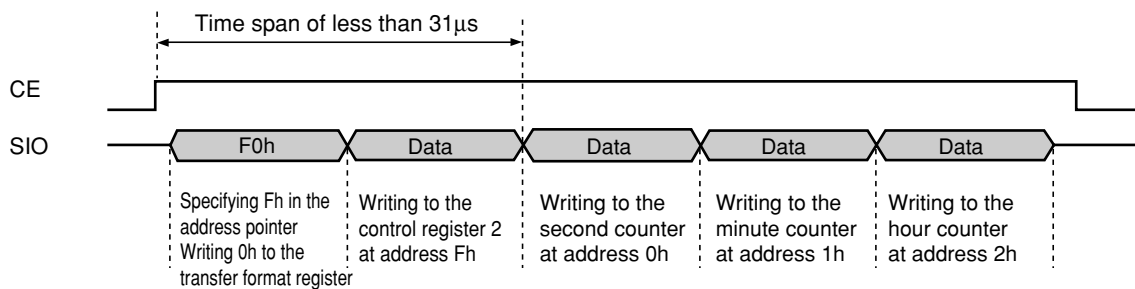 Time span of less than 31µs
CE
SIO
F0h
Data
Data
Data
Data
Specifying Fh in the
address pointer
Writing 0h to the
transfer format register
Writing to the
control register 2
at address Fh
Writing to the
second counter
at address 0h
Writing to the
minute counter
at address 1h
Writing to the
hour counter
at address 2h